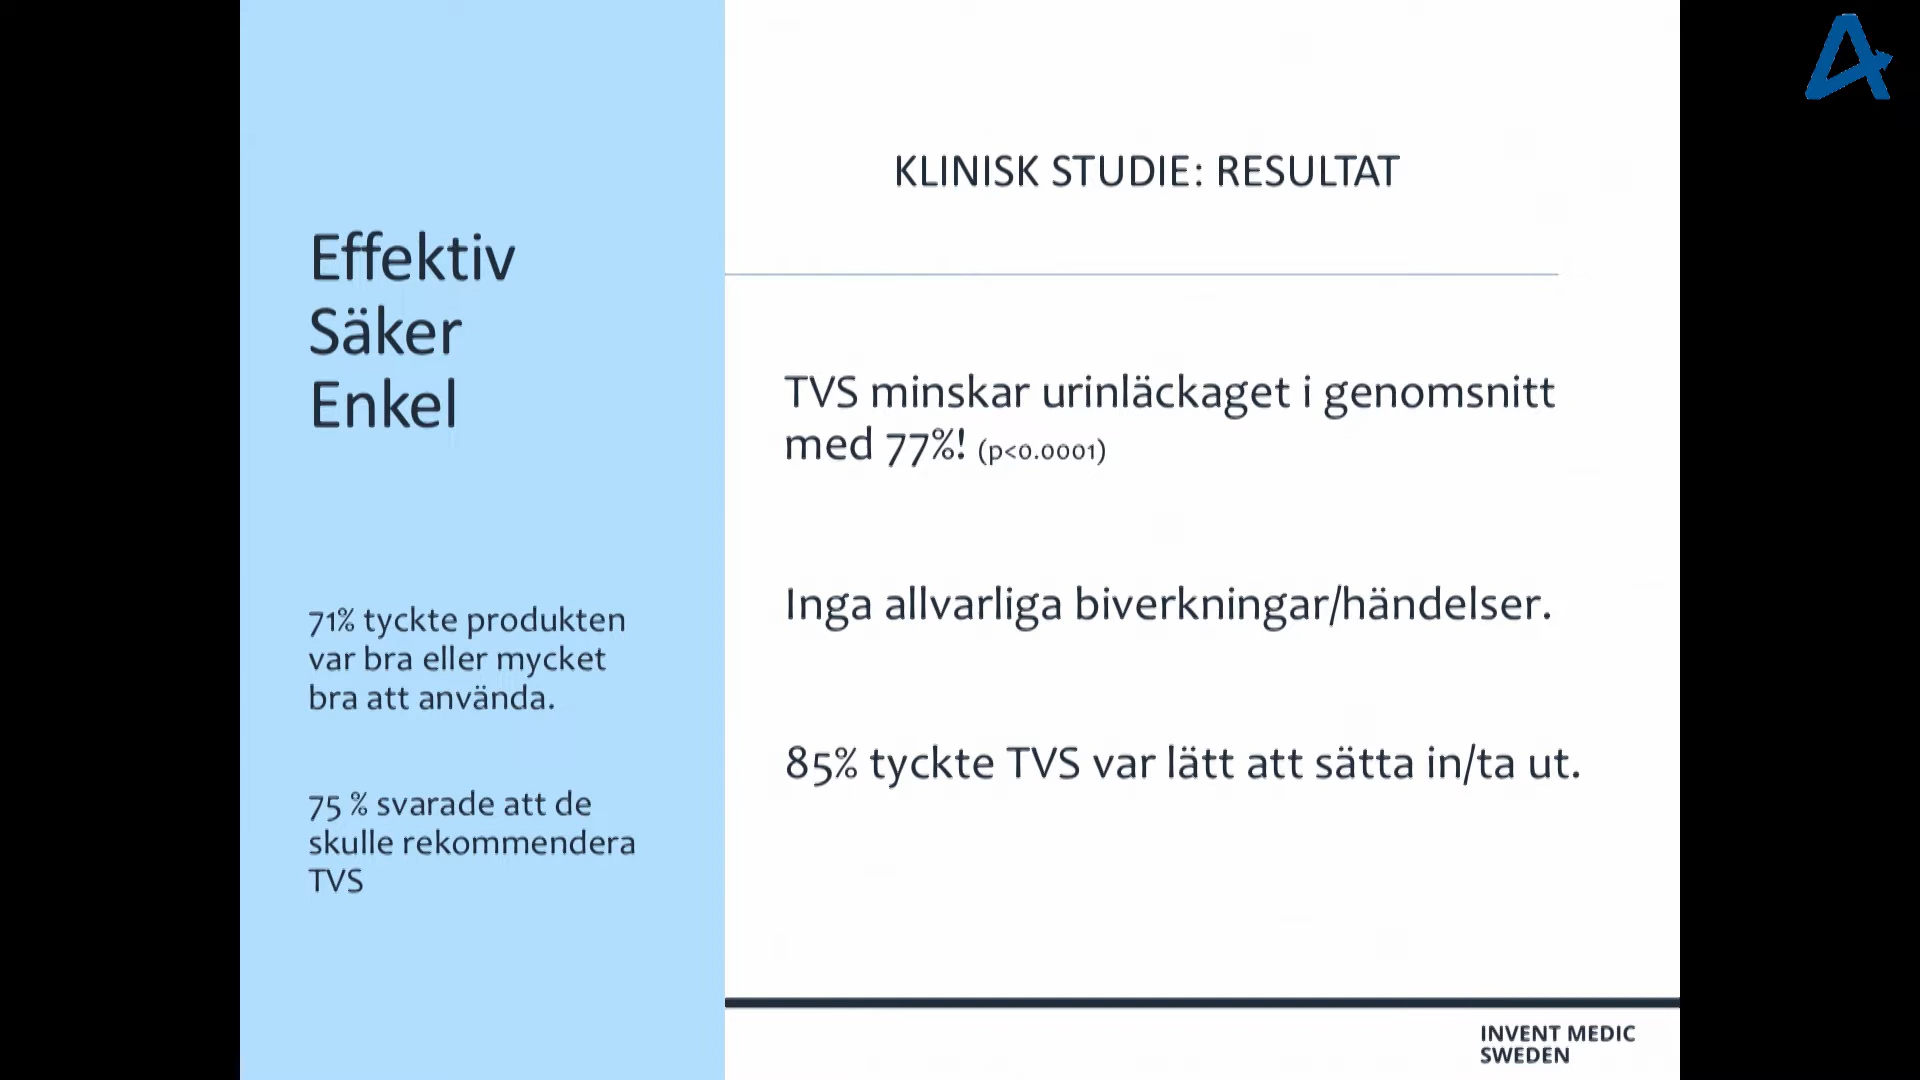 Effektiv
Säker
Enkel
71% tyckte produkten
var bra eller mycket
bra att använda.
75 % svarade att de
skulle rekommendera
TVS
KLINISK STUDIE: RESULTAT
TVS minskar urinläckaget i genomsnitt
med 77%! (p<0.0001)
Inga allvarliga biverkningar/händelser.
85% tyckte TVS var lätt att sätta in/ta ut.
INVENT MEDIC
SWEDEN